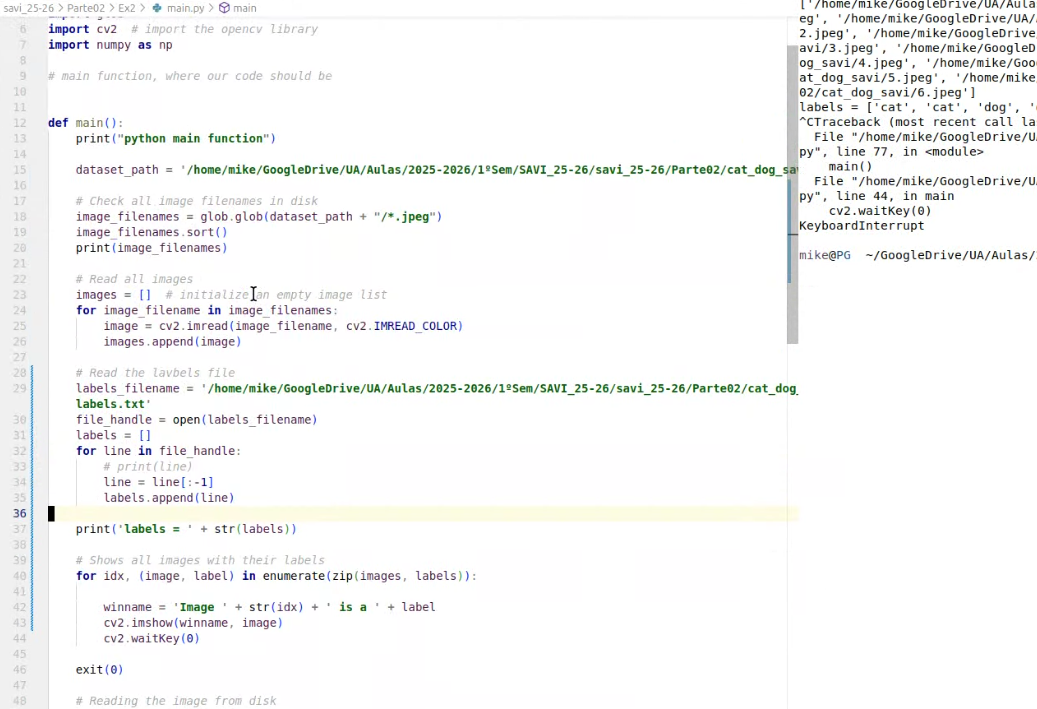 savi_25-26 > Parte02 > Ex2 > main.py > main
6 import cv2 # import the opencv library
7 import numpy as np
8
9 # main function, where our code should be
10
11
12 def main():
13 print("python main function")
14
15 dataset_path = '/home/mike/GoogleDrive/UA/Aulas/2025-2026/1ºSem/SAVI_25-26/savi_25-26/Parte02/cat_dog_sav
16
17 # Check all image filenames in disk
18 image_filenames = glob.glob(dataset_path + "/*.jpeg")
19 image_filenames.sort()
20 print(image_filenames)
21
22 # Read all images
23 images = [] # initialize an empty image list
24 for image_filename in image_filenames:
25 image = cv2.imread(image_filename, cv2.IMREAD_COLOR)
26 images.append(image)
27
28 # Read the lavbels file
29 labels_filename = '/home/mike/GoogleDrive/UA/Aulas/2025-2026/1ºSem/SAVI_25-26/savi_25-26/Parte02/cat_dog_
labels.txt'
30 file_handle = open(labels_filename)
31 labels = []
32 for line in file_handle:
33 # print(line)
34 line = line[:-1]
35 labels.append(line)
36
37 print('labels = ' + str(labels))
38
39 # Shows all images with their labels
40 for idx, (image, label) in enumerate(zip(images, labels)):
41
42 winname = 'Image ' + str(idx) + ' is a ' + label
43 cv2.imshow(winname, image)
44 cv2.waitKey(0)
45
46 exit(0)
47
48 # Reading the image from disk
['/home/mike/GoogleDrive/UA/Aula
eg', '/home/mike/GoogleDrive/UA/
2.jpeg', '/home/mike/GoogleDrive
avi/3.jpeg', '/home/mike/GoogleD
og_savi/4.jpeg', '/home/mike/Goo
at_dog_savi/5.jpeg', '/home/mike
02/cat_dog_savi/6.jpeg']
labels = ['cat', 'cat', 'dog', '
^CTraceback (most recent call la
File "/home/mike/GoogleDrive/U
py", line 77, in <module>
main()
File "/home/mike/GoogleDrive/U
py", line 44, in main
cv2.waitKey(0)
KeyboardInterrupt
mike@PG ~/GoogleDrive/UA/Aulas/